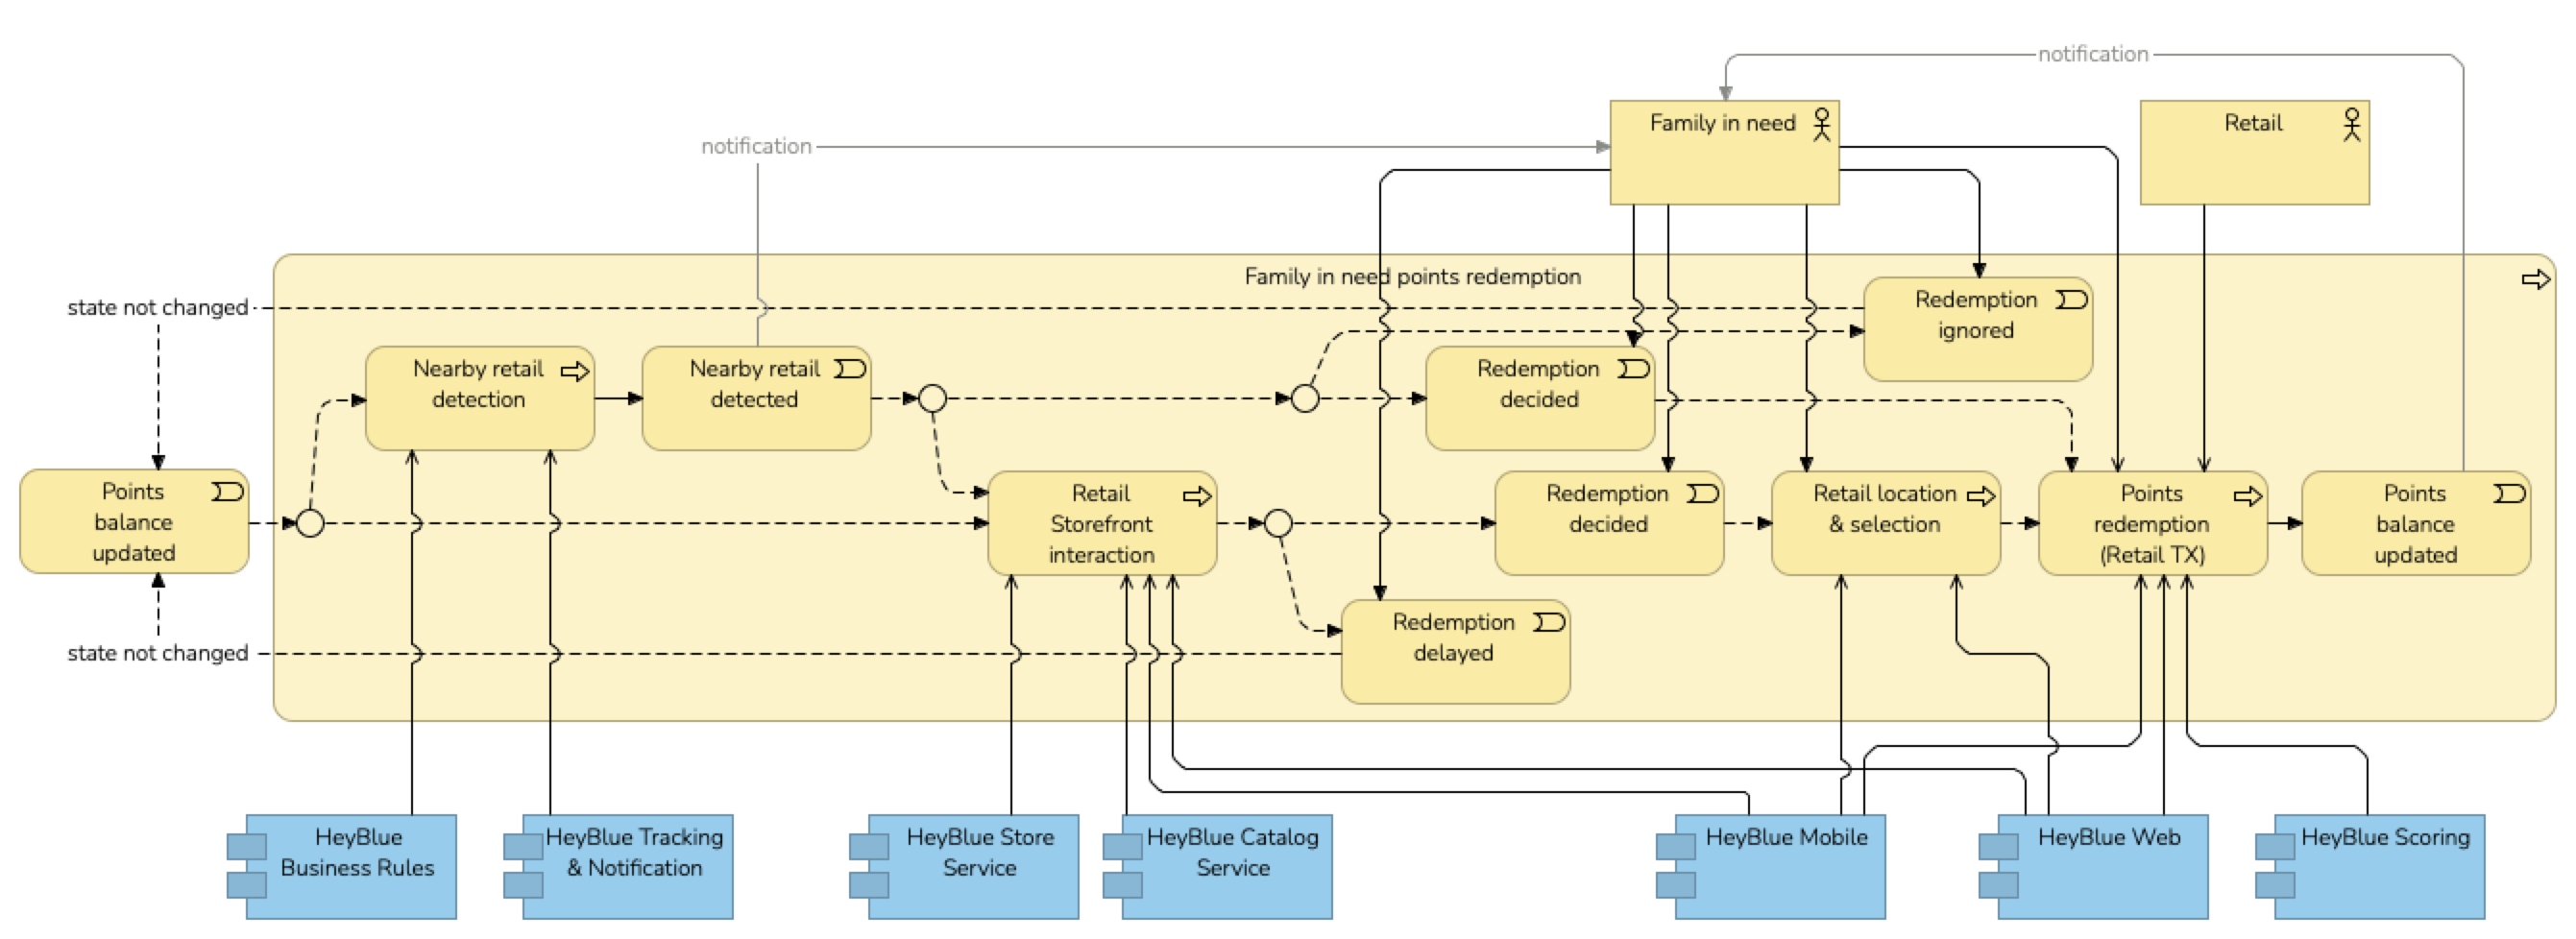 notification
Family in need
Retail
notification
Family in need points redemption
state not changed
Redemption
ignored
Nearby retail
detection
Nearby retail
detected
Redemption
decided
Points
balance
updated
Retail
Storefront
interaction
Redemption
decided
Retail location
& selection
Points
redemption
(Retail TX)
Points
balance
updated
Redemption
delayed
state not changed
HeyBlue
Business Rules
HeyBlue Tracking
& Notification
HeyBlue Store
Service
HeyBlue Catalog
Service
HeyBlue Mobile
HeyBlue Web
HeyBlue Scoring